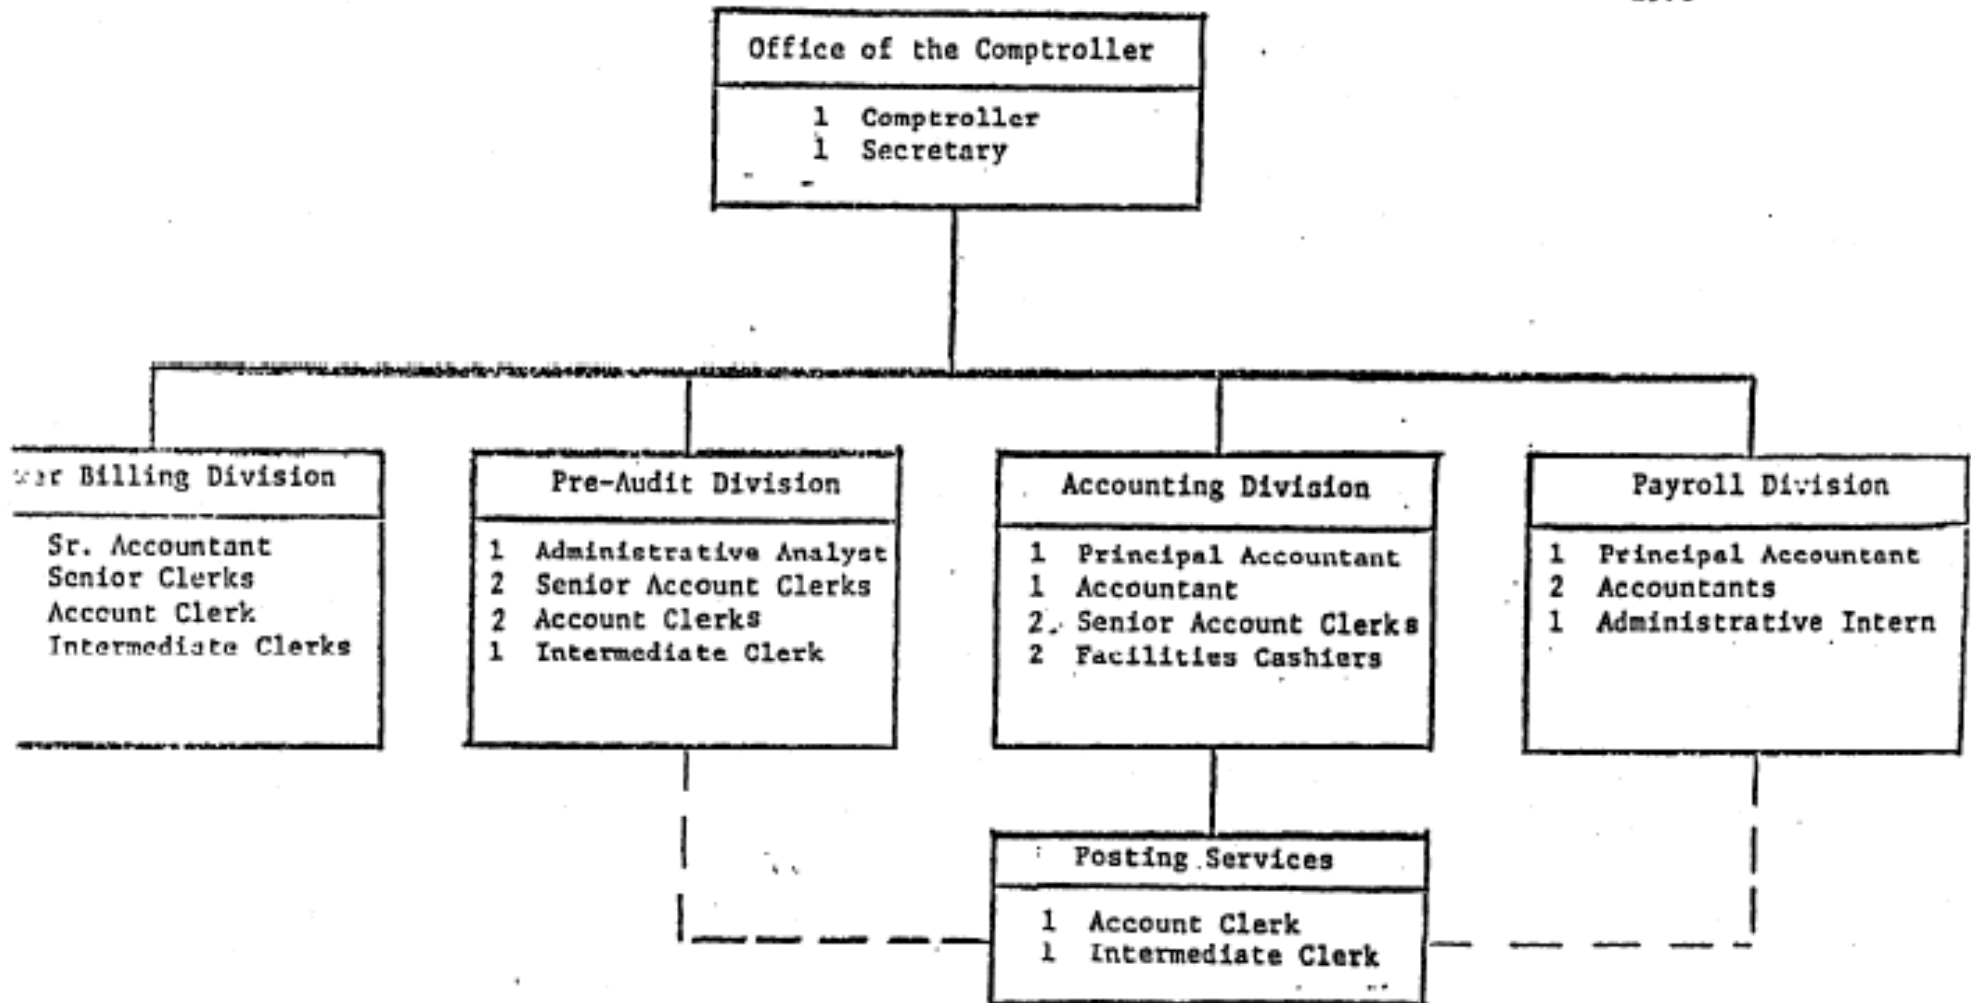 Office of the Comptroller
1 Comptroller
1 Secretary
Billing Division
Sr. Accountant
Senior Clerks
Account Clerk
Intermediate Clerks
Pre-Audit Division
1 Administrative Analyst
2 Senior Account Clerks
2 Account Clerks
1 Intermediate Clerk
Accounting Division
1 Principal Accountant
1 Accountant
2 Senior Account Clerks
2 Facilities Cashiers
Payroll Division
1 Principal Accountant
2 Accountants
1 Administrative Intern
Posting Services
1 Account Clerk
1 Intermediate Clerk